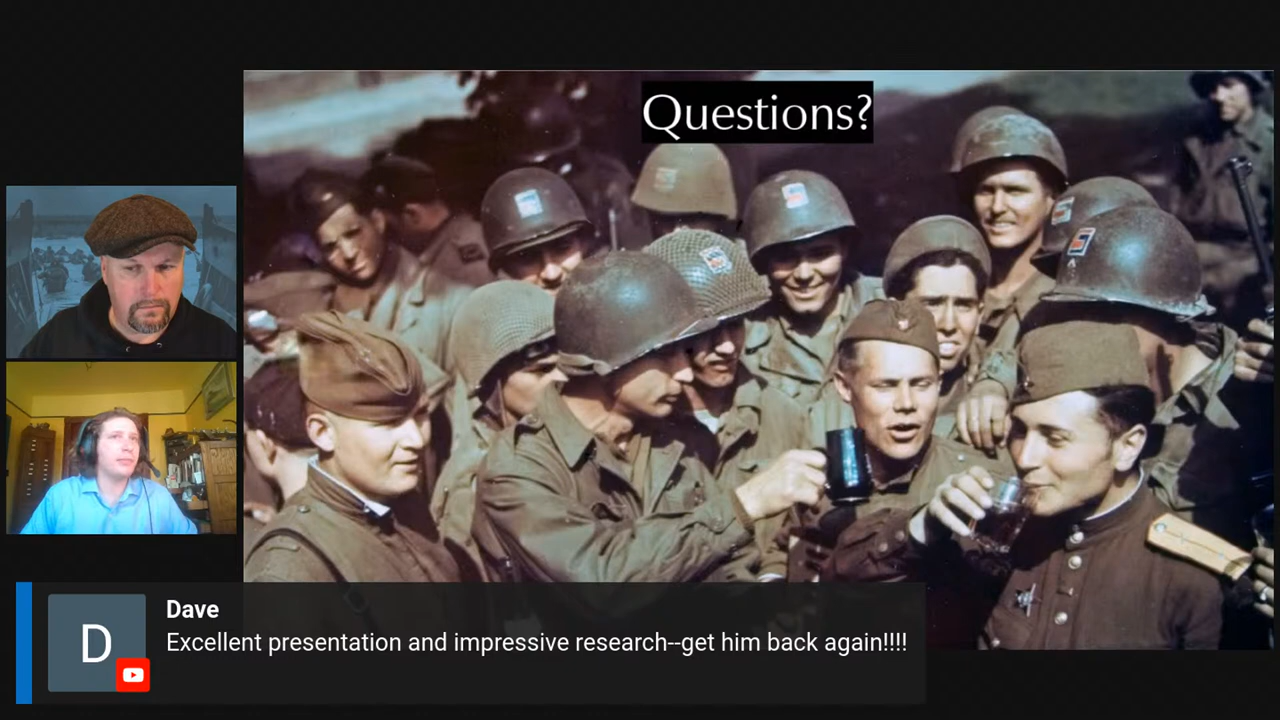 Questions?
D
Dave
Excellent presentation and impressive research--get him back again!!!!